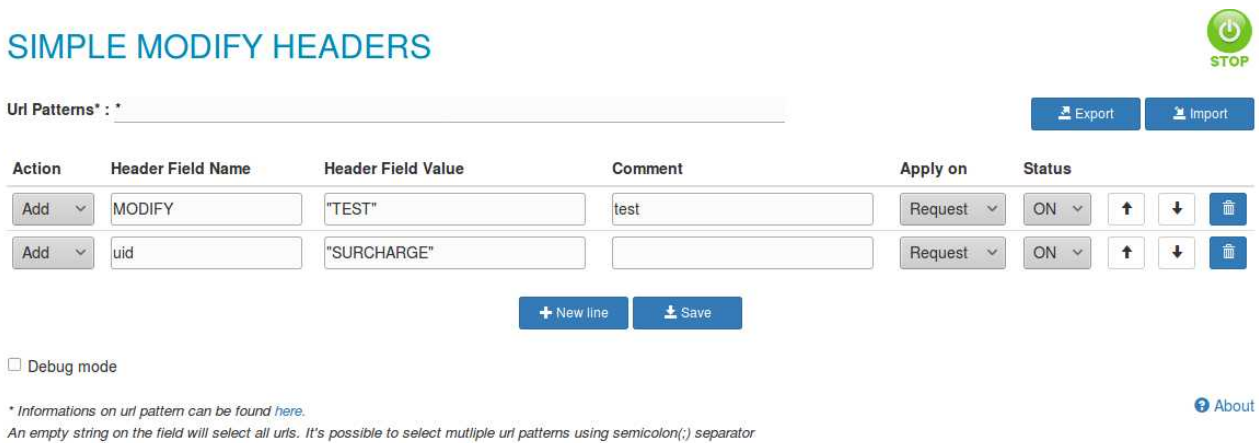 SIMPLE MODIFY HEADERS
STOP
Url Patterns* : *
Export Import
Action Header Field Name Header Field Value Comment Apply on Status
Add MODIFY "TEST" test Request ON
Add uid "SURCHARGE" Request ON
New line Save
Debug mode
* Informations on url pattern can be found here.
About
An empty string on the field will select all urls. It's possible to select mutliple url patterns using semicolon(;) separator